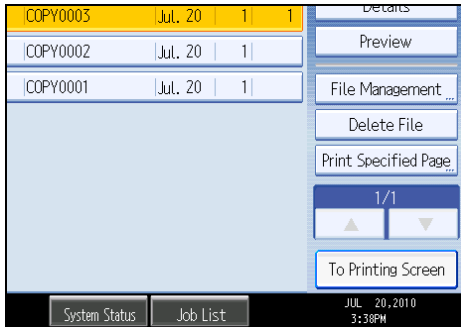 COPY0003 Jul. 20 1 1
Details
COPY0002 Jul. 20 1
Preview
COPY0001 Jul. 20 1
File Management
Delete File
Print Specified Page
1/1
To Printing Screen
System Status Job List JUL 20,2010
3:38PM